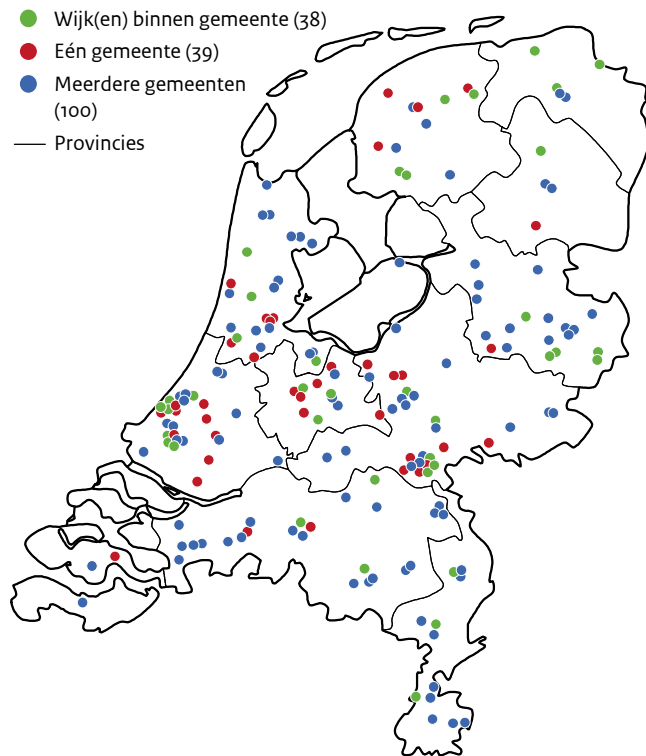 Wijk(en) binnen gemeente (38)
Eén gemeente (39)
Meerdere gemeenten
(100)
Provincies